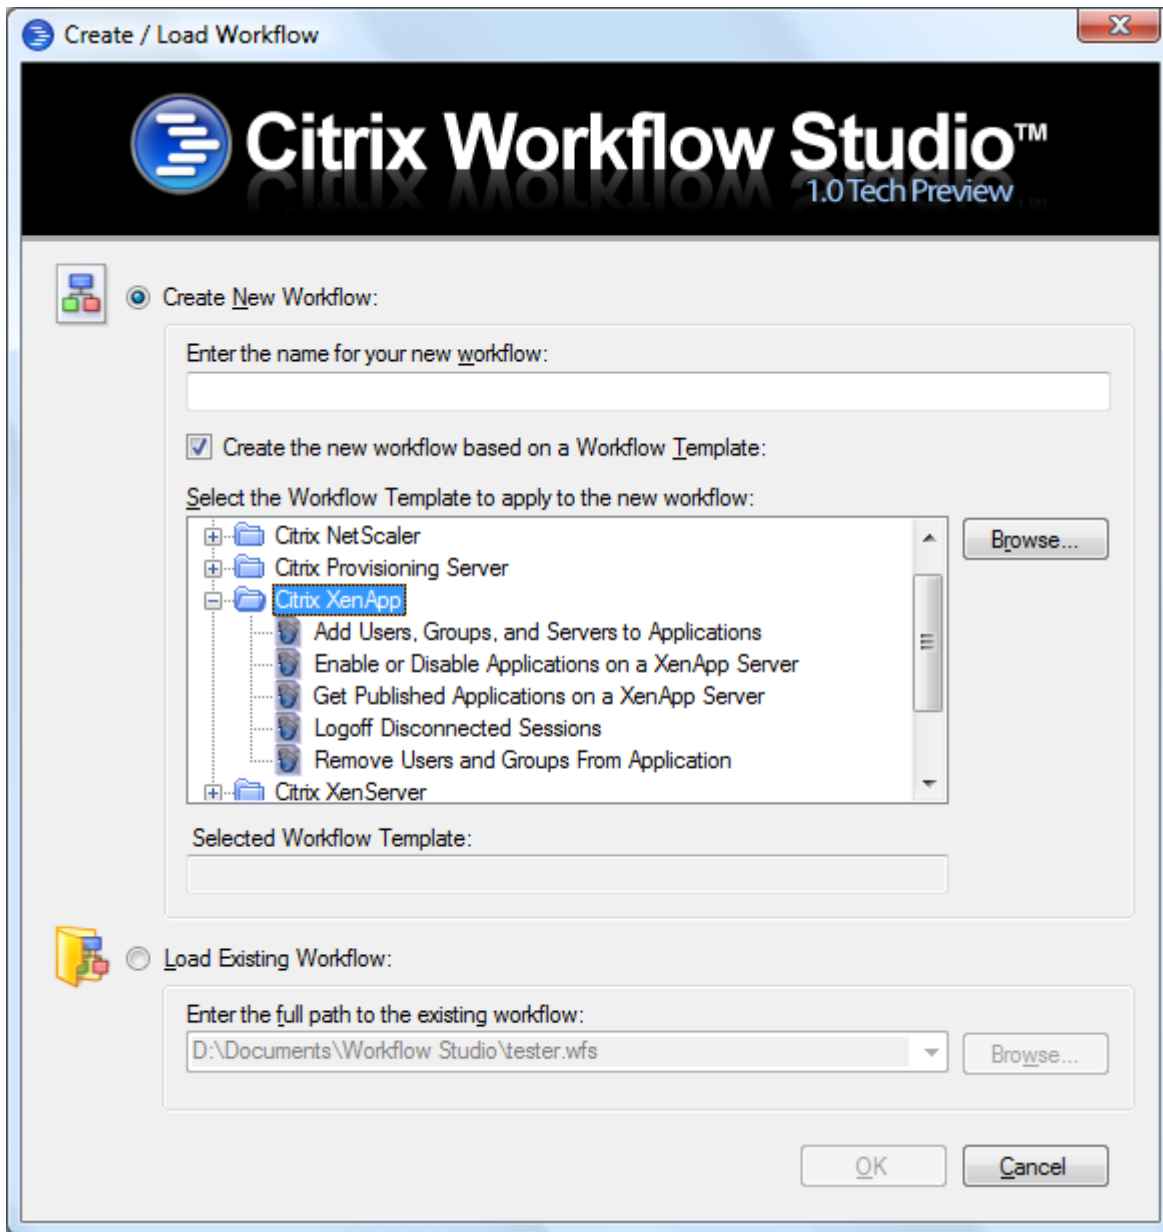 Create / Load Workflow
Citrix Workflow Studio™
1.0 Tech Preview
Create New Workflow:
Enter the name for your new workflow:
Create the new workflow based on a Workflow Template:
Select the Workflow Template to apply to the new workflow:
Citrix NetScaler
Browse...
Citrix Provisioning Server
Citrix XenApp
Add Users, Groups, and Servers to Applications
Enable or Disable Applications on a XenApp Server
Get Published Applications on a XenApp Server
Logoff Disconnected Sessions
Remove Users and Groups From Application
Citrix XenServer
Selected Workflow Template:
Load Existing Workflow:
Enter the full path to the existing workflow:
D:\Documents\Workflow Studio\tester.wfs
Browse...
OK
Cancel